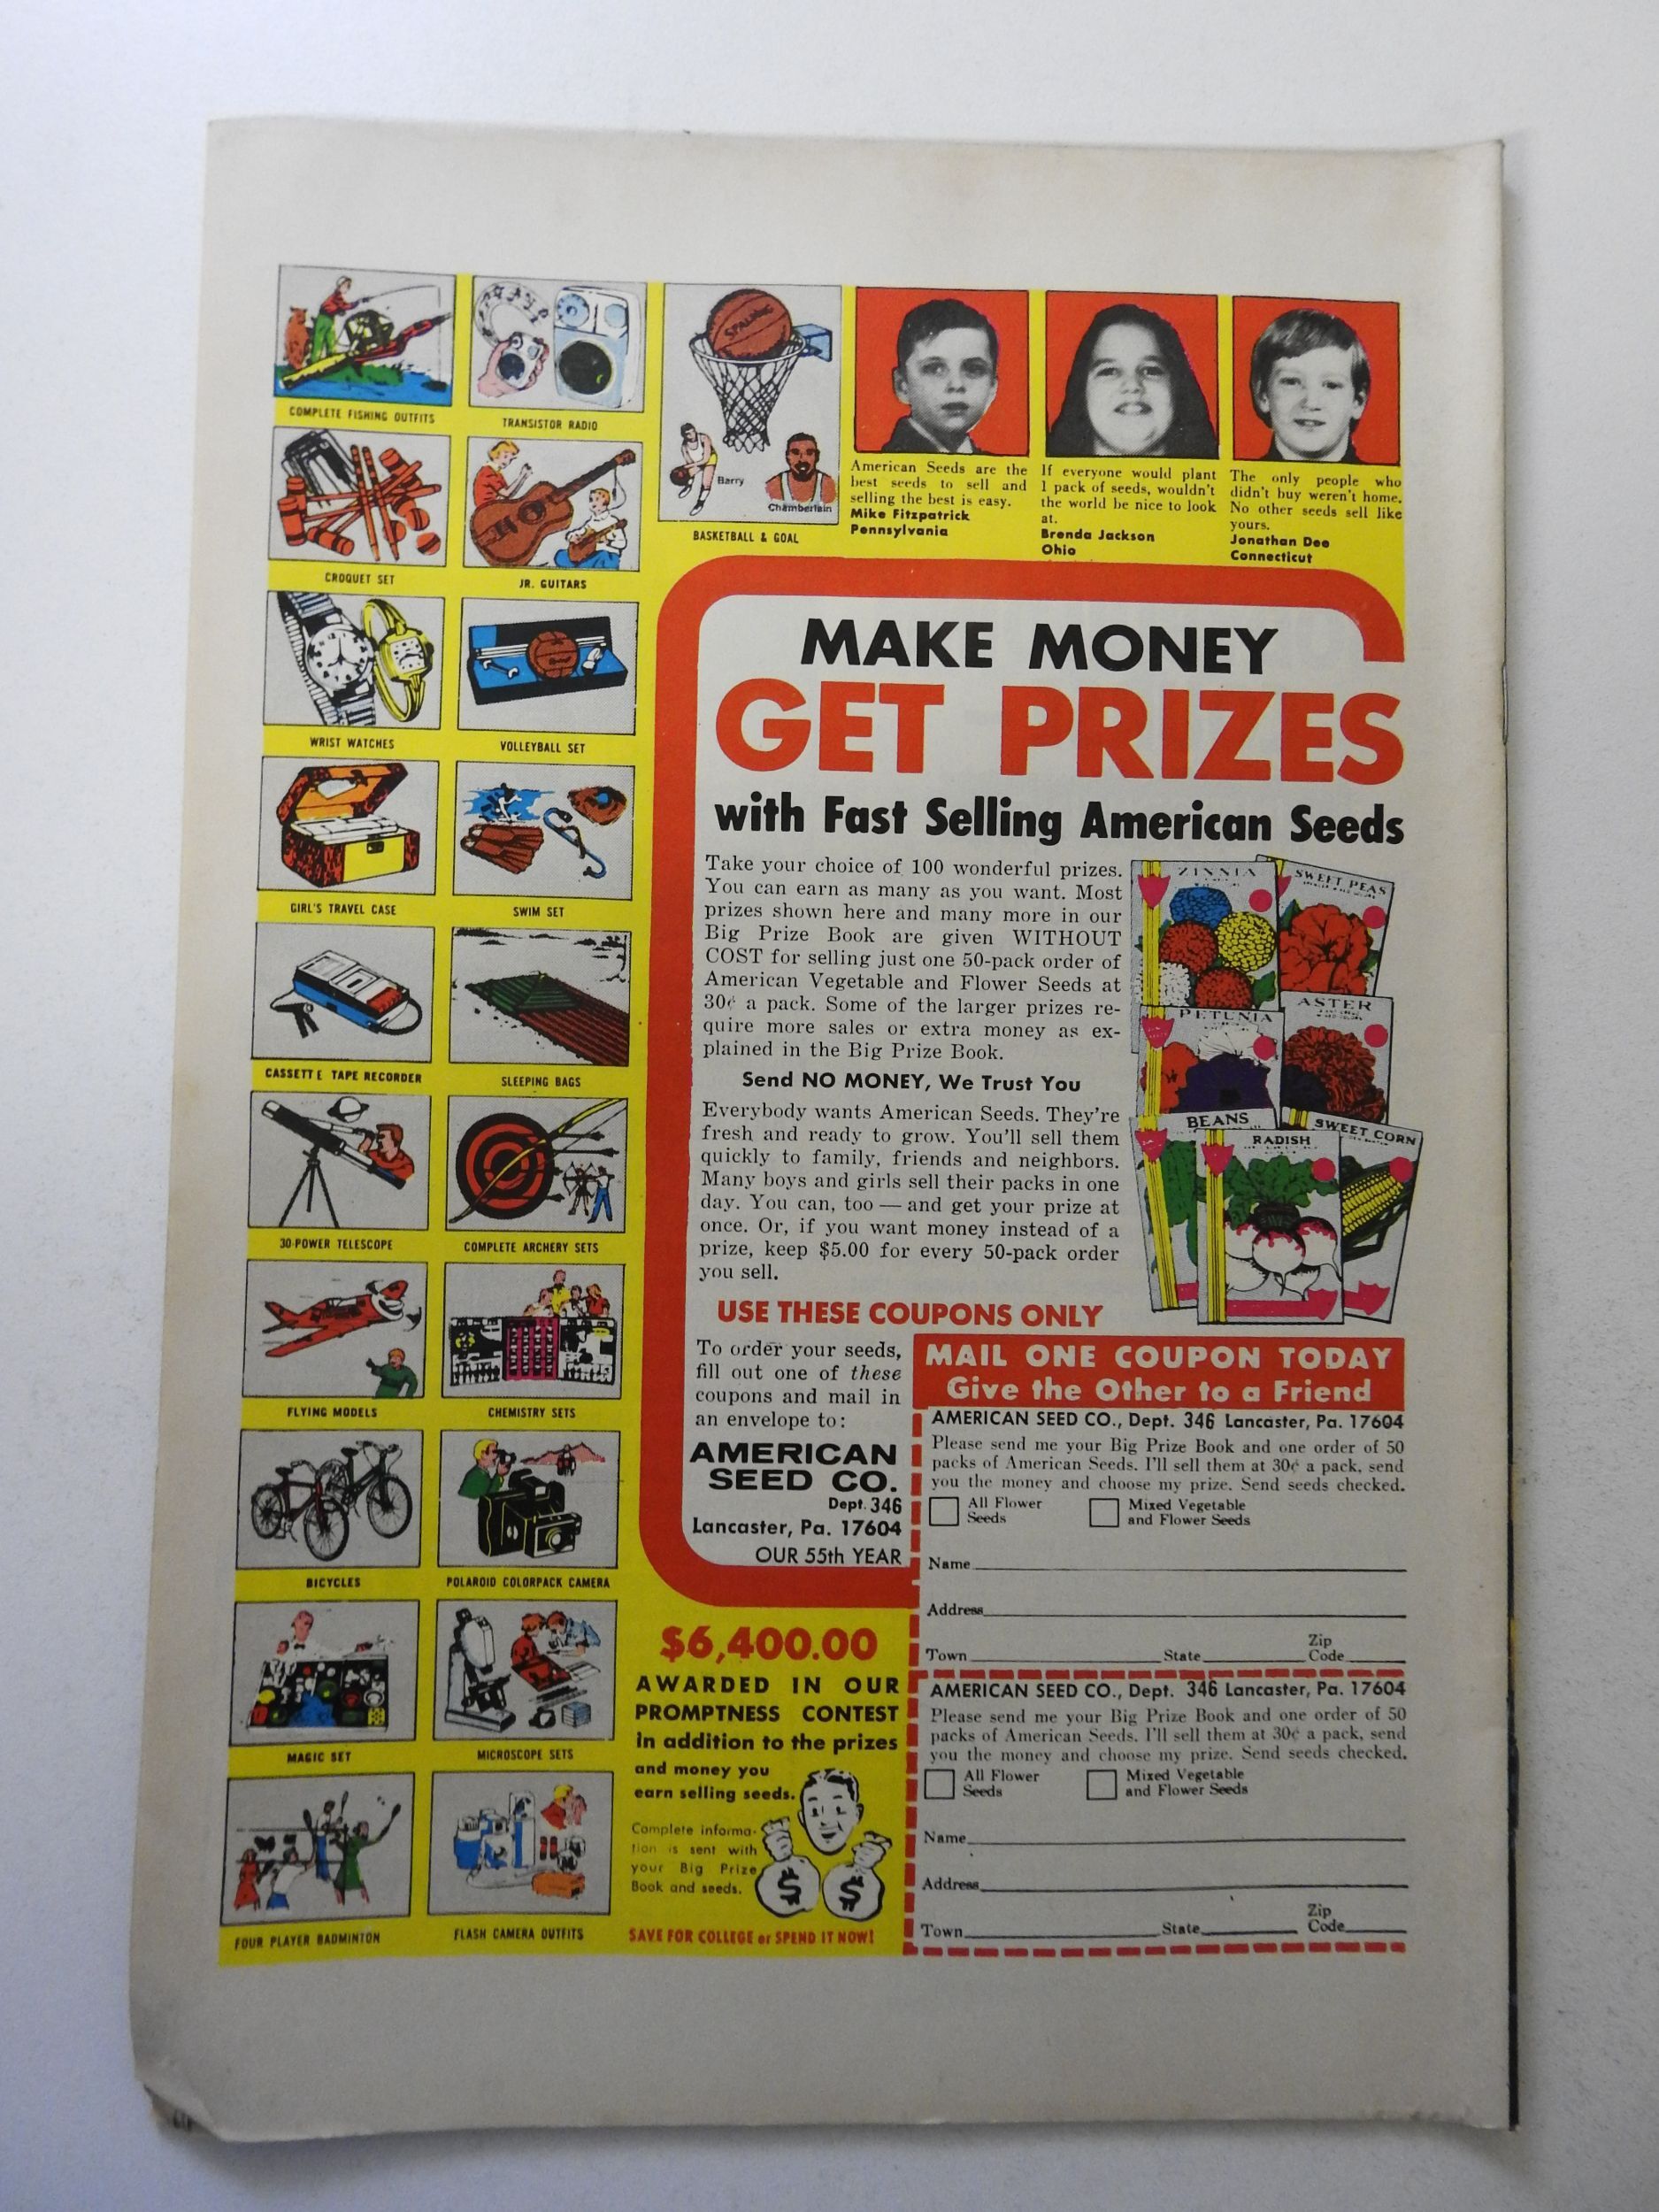 COMPLETE FISHING OUTFITS
TRANSISTOR RADIO
SPALDING
Barry
Chamberlain
BASKETBALL & GOAL
CROQUET SET
JR. GUITARS
WRIST WATCHES
VOLLEYBALL SET
GIRL'S TRAVEL CASE
SWIM SET
CASSETTE TAPE RECORDER
SLEEPING BAGS
30-POWER TELESCOPE
COMPLETE ARCHERY SETS
FLYING MODELS
CHEMISTRY SETS
BICYCLES
POLAROID COLORPACK CAMERA
MAGIC SET
MICROSCOPE SETS
FOUR PLAYER BADMINTON
FLASH CAMERA OUTFITS
American Seeds are the
best seeds to sell and
selling the best is easy.
Mike Fitzpatrick
Pennsylvania
If everyone would plant
1 pack of seeds, wouldn't
the world be nice to look
at.
Brenda Jackson
Ohio
The only people who
didn't buy weren't home.
No other seeds sell like
yours.
Jonathan Dee
Connecticut
MAKE MONEY
GET PRIZES
with Fast Selling American Seeds
Take your choice of 100 wonderful prizes.
You can earn as many as you want. Most
prizes shown here and many more in our
Big Prize Book are given WITHOUT
COST for selling just one 50-pack order of
American Vegetable and Flower Seeds at
30¢ a pack. Some of the larger prizes re-
quire more sales or extra money as ex-
plained in the Big Prize Book.
Send NO MONEY, We Trust You
Everybody wants American Seeds. They're
fresh and ready to grow. You'll sell them
quickly to family, friends and neighbors.
Many boys and girls sell their packs in one
day. You can, too — and get your prize at
once. Or, if you want money instead of a
prize, keep $5.00 for every 50-pack order
you sell.
ZINNIA
SWEET PEAS
PETUNIA
ASTER
BEANS
RADISH
SWEET CORN
USE THESE COUPONS ONLY
To order your seeds,
fill out one of these
coupons and mail in
an envelope to:
AMERICAN
SEED CO.
Dept. 346
Lancaster, Pa. 17604
OUR 55th YEAR
MAIL ONE COUPON TODAY
Give the Other to a Friend
AMERICAN SEED CO., Dept. 346 Lancaster, Pa. 17604
Please send me your Big Prize Book and one order of 50
packs of American Seeds. I'll sell them at 30¢ a pack, send
you the money and choose my prize. Send seeds checked.
All Flower Seeds
Mixed Vegetable and Flower Seeds
Name
Address
Town State Zip Code
AMERICAN SEED CO., Dept. 346 Lancaster, Pa. 17604
Please send me your Big Prize Book and one order of 50
packs of American Seeds. I'll sell them at 30¢ a pack, send
you the money and choose my prize. Send seeds checked.
All Flower Seeds
Mixed Vegetable and Flower Seeds
Name
Address
Town State Zip Code
$6,400.00
AWARDED IN OUR
PROMPTNESS CONTEST
in addition to the prizes
and money you
earn selling seeds.
Complete informa-
tion is sent with
your Big Prize
Book and seeds.
$ $
SAVE FOR COLLEGE or SPEND IT NOW!